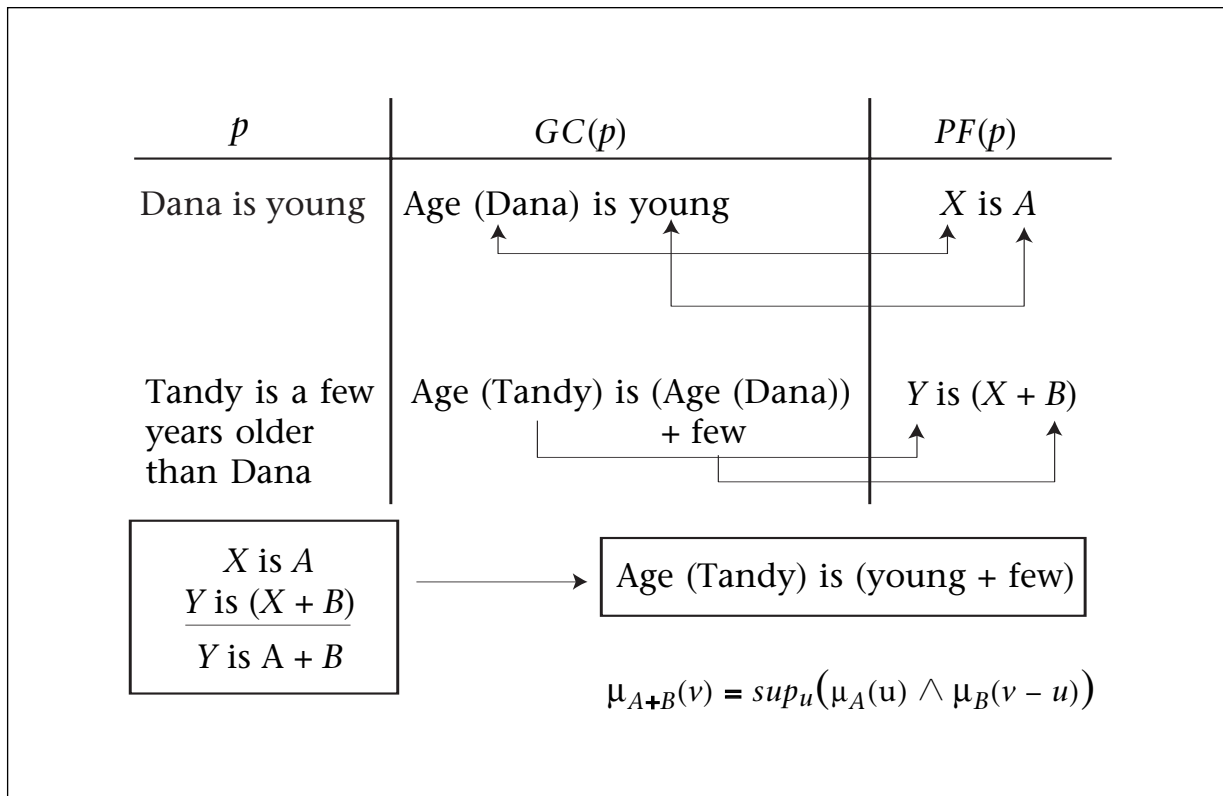 p GC(p) PF(p)
Dana is young Age (Dana) is young X is A
Tandy is a few
years older
than Dana
Age (Tandy) is (Age (Dana))
+ few
Y is (X + B)
X is A
Y is (X + B)
Y is A + B
Age (Tandy) is (young + few)
μA+B(v) = supu(μA(u) ∧ μB(v – u))